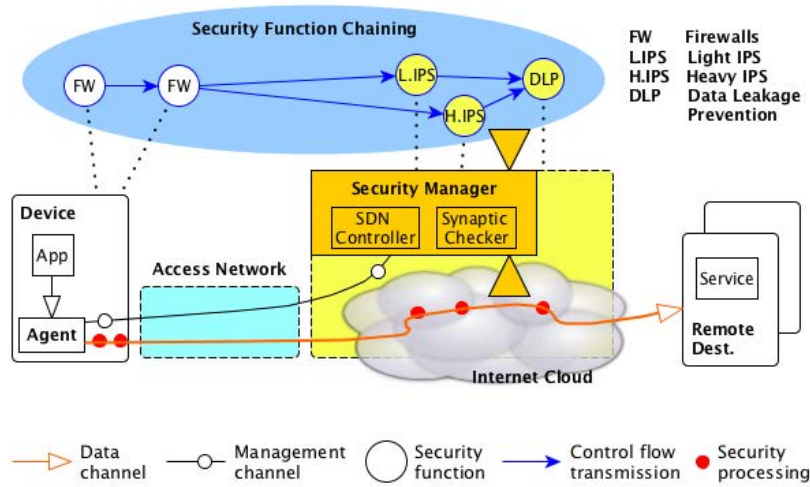 Security Function Chaining
FW
FW
L.IPS
H.IPS
DLP
FW Firewalls
L.IPS Light IPS
H.IPS Heavy IPS
DLP Data Leakage
Prevention
Device
App
Agent
Access Network
Security Manager
SDN
Controller
Synaptic
Checker
Internet Cloud
Service
Remote
Dest.
Data
channel
Management
channel
Security
function
Control flow
transmission
Security
processing